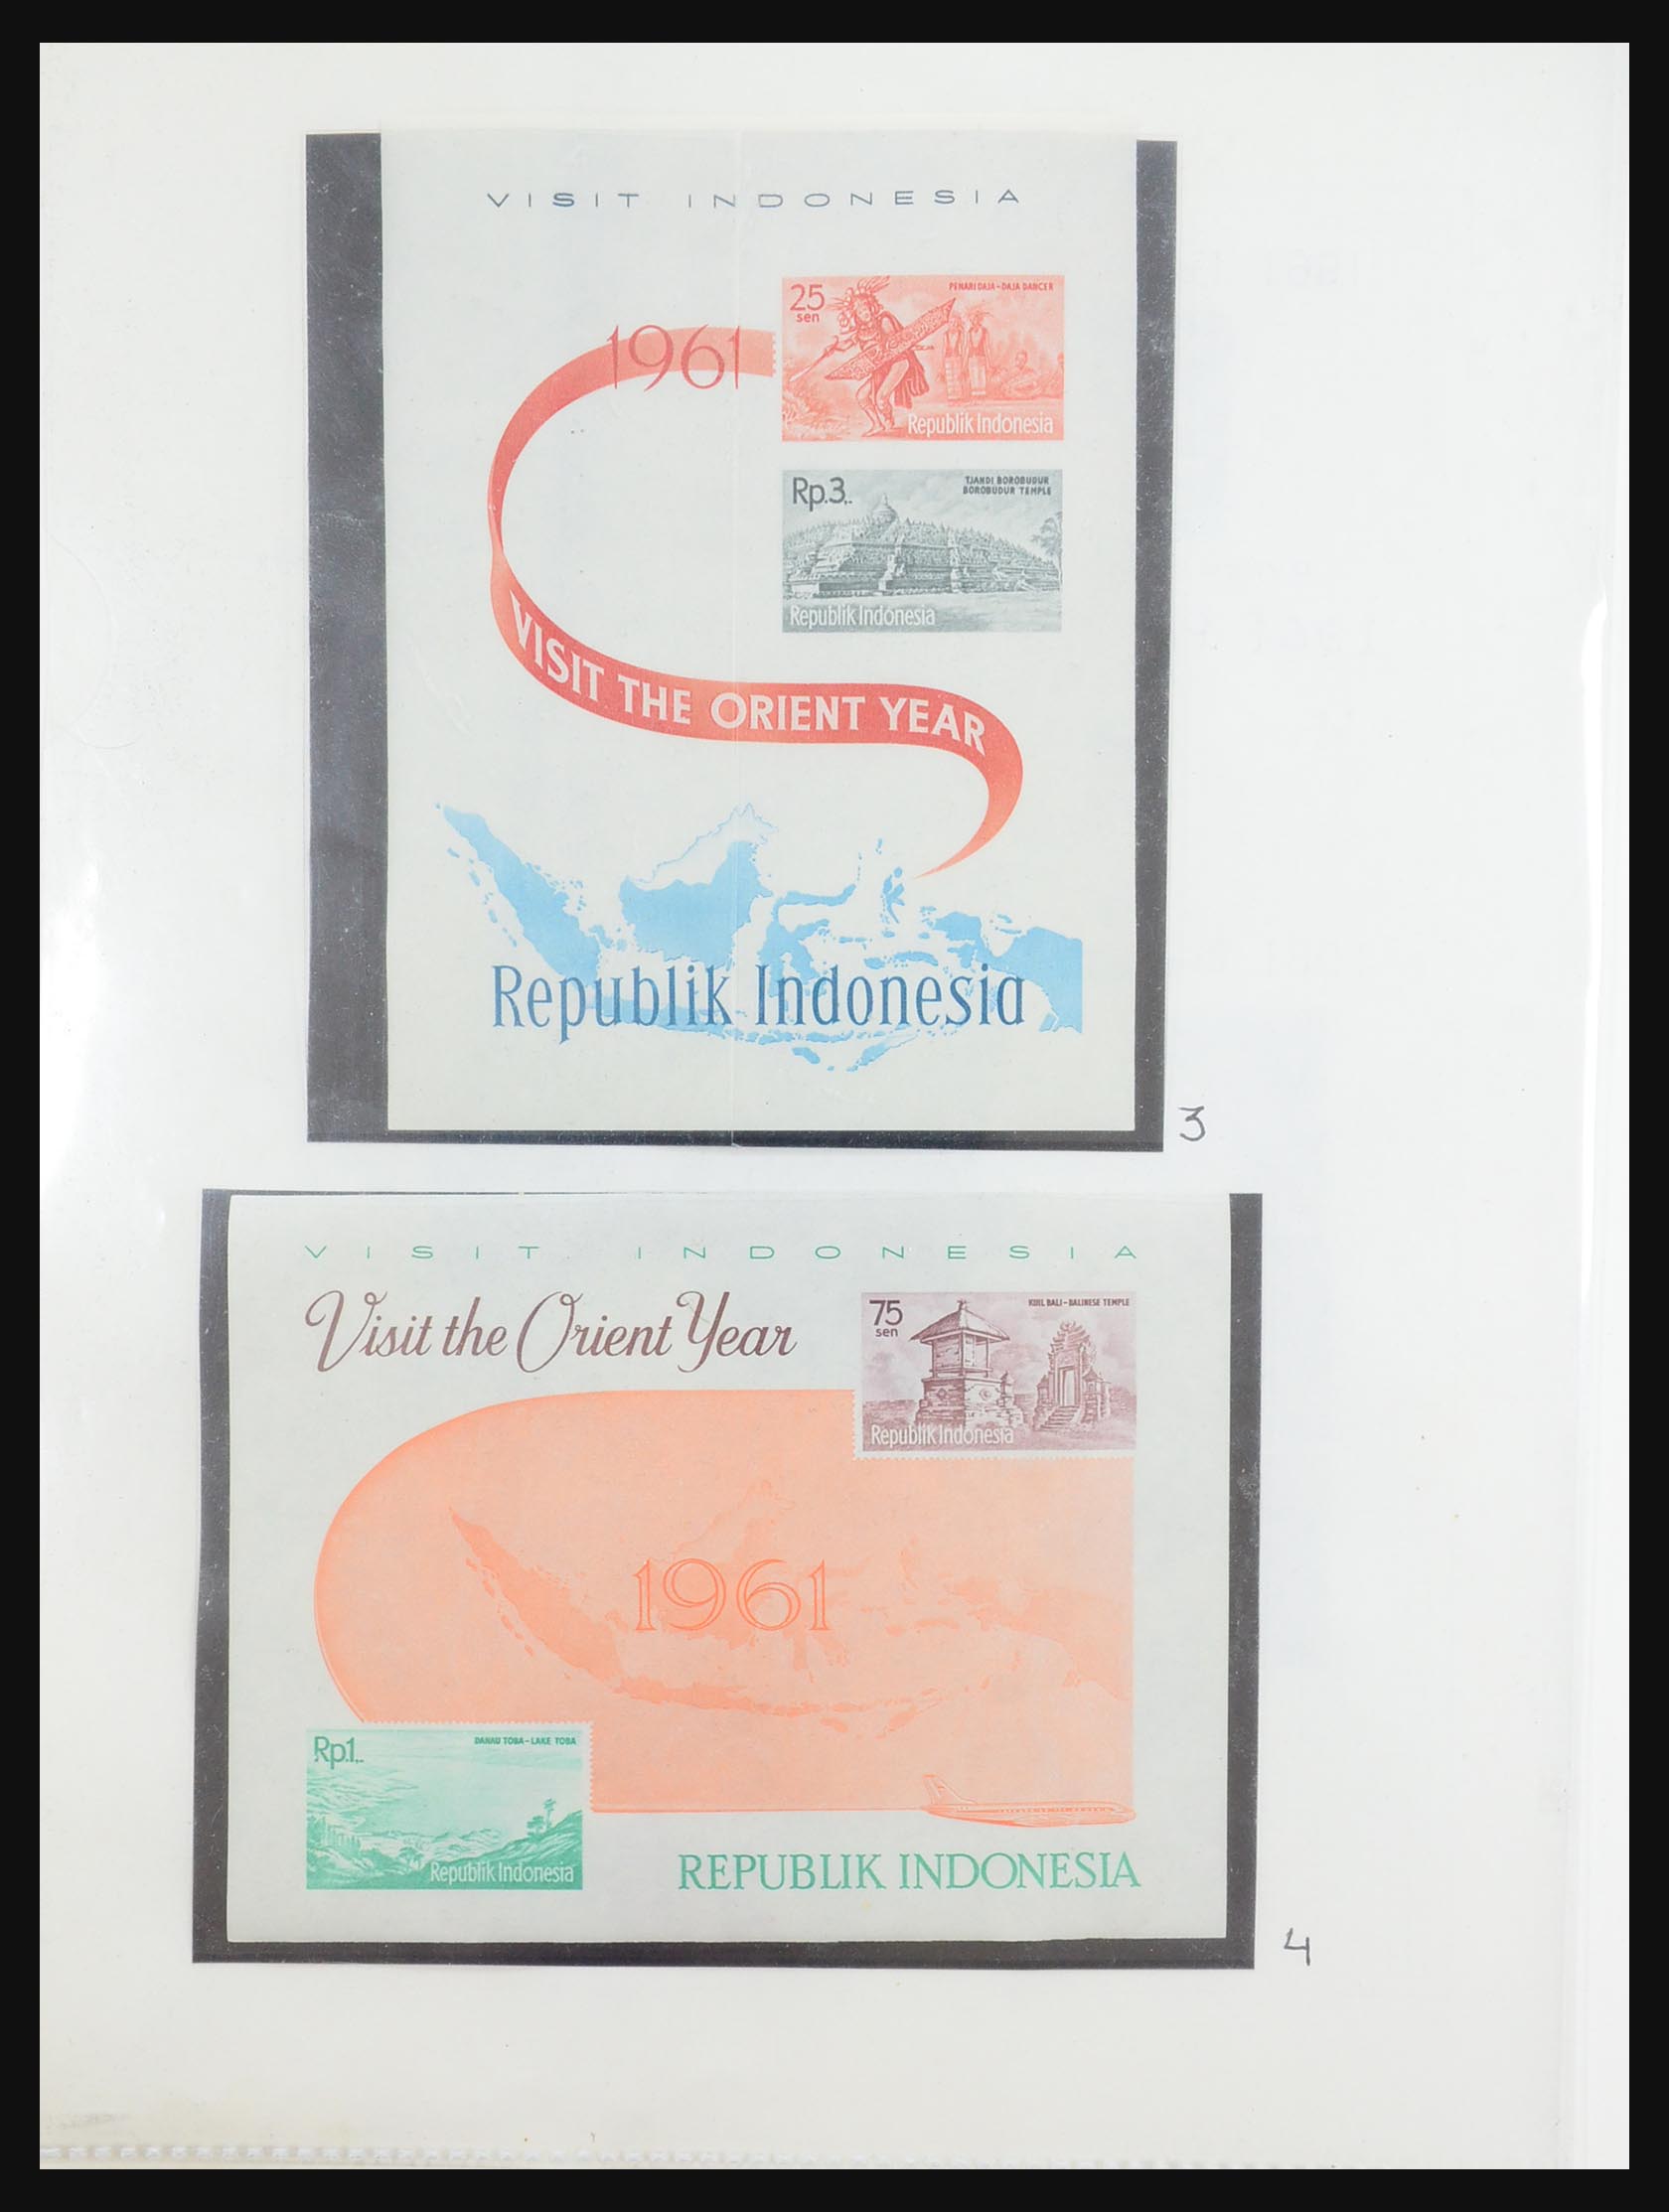 VISIT INDONESIA
25 sen
PENARI DAJA-DAJA DANCER
1961
Republik Indonesia
Rp.3,.
TJANDI BOROBUDUR
BOROBUDUR TEMPLE
Republik Indonesia
VISIT THE ORIENT YEAR
Republik Indonesia
3
VISIT INDONESIA
Visit the Orient Year
75 sen
KUIL BALI-BALINESE TEMPLE
Republik Indonesia
1961
Rp1,.
DANAU TOBA-LAKE TOBA
Republik Indonesia
REPUBLIK INDONESIA
4